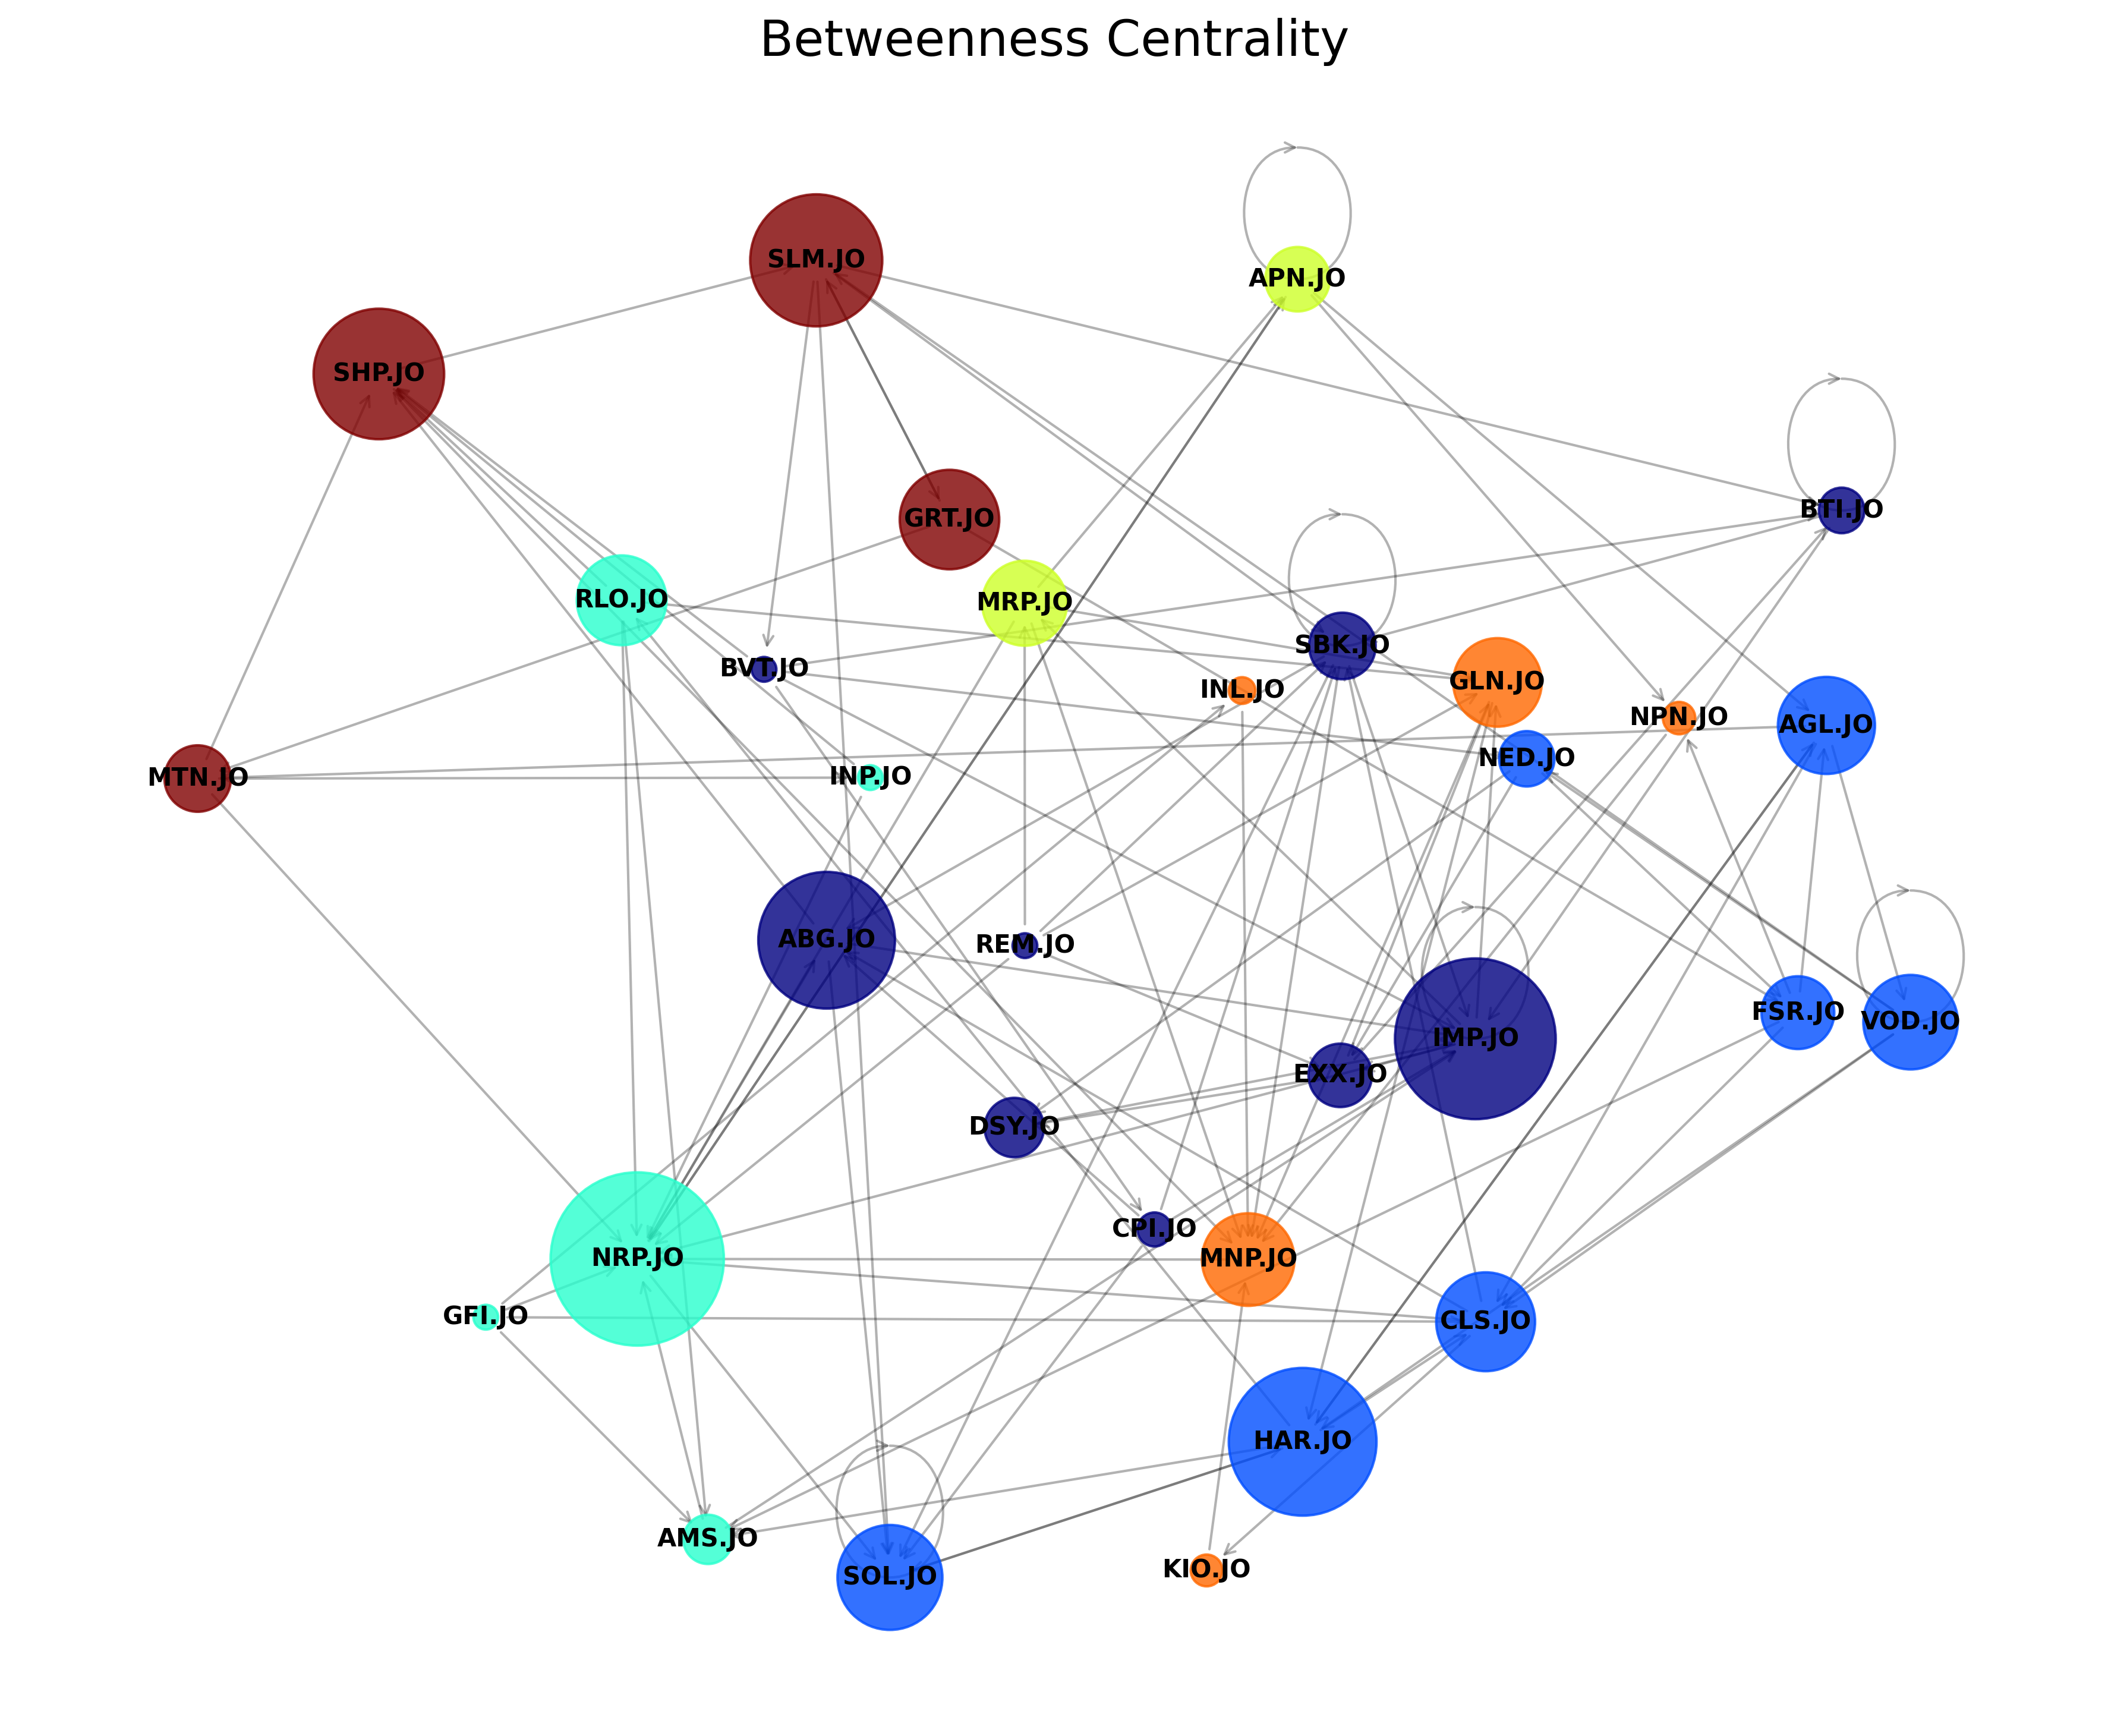 Betweenness Centrality
SLM.JO
APN.JO
SHP.JO
BTI.JO
GRT.JO
RLO.JO
MRP.JO
SBK.JO
BVT.JO
INL.JO
GLN.JO
NPN.JO
AGL.JO
NED.JO
MTN.JO
INP.JO
ABG.JO
REM.JO
FSR.JO
VOD.JO
IMP.JO
EXX.JO
DSY.JO
CPI.JO
NRP.JO
MNP.JO
GFI.JO
CLS.JO
HAR.JO
AMS.JO
KIO.JO
SOL.JO